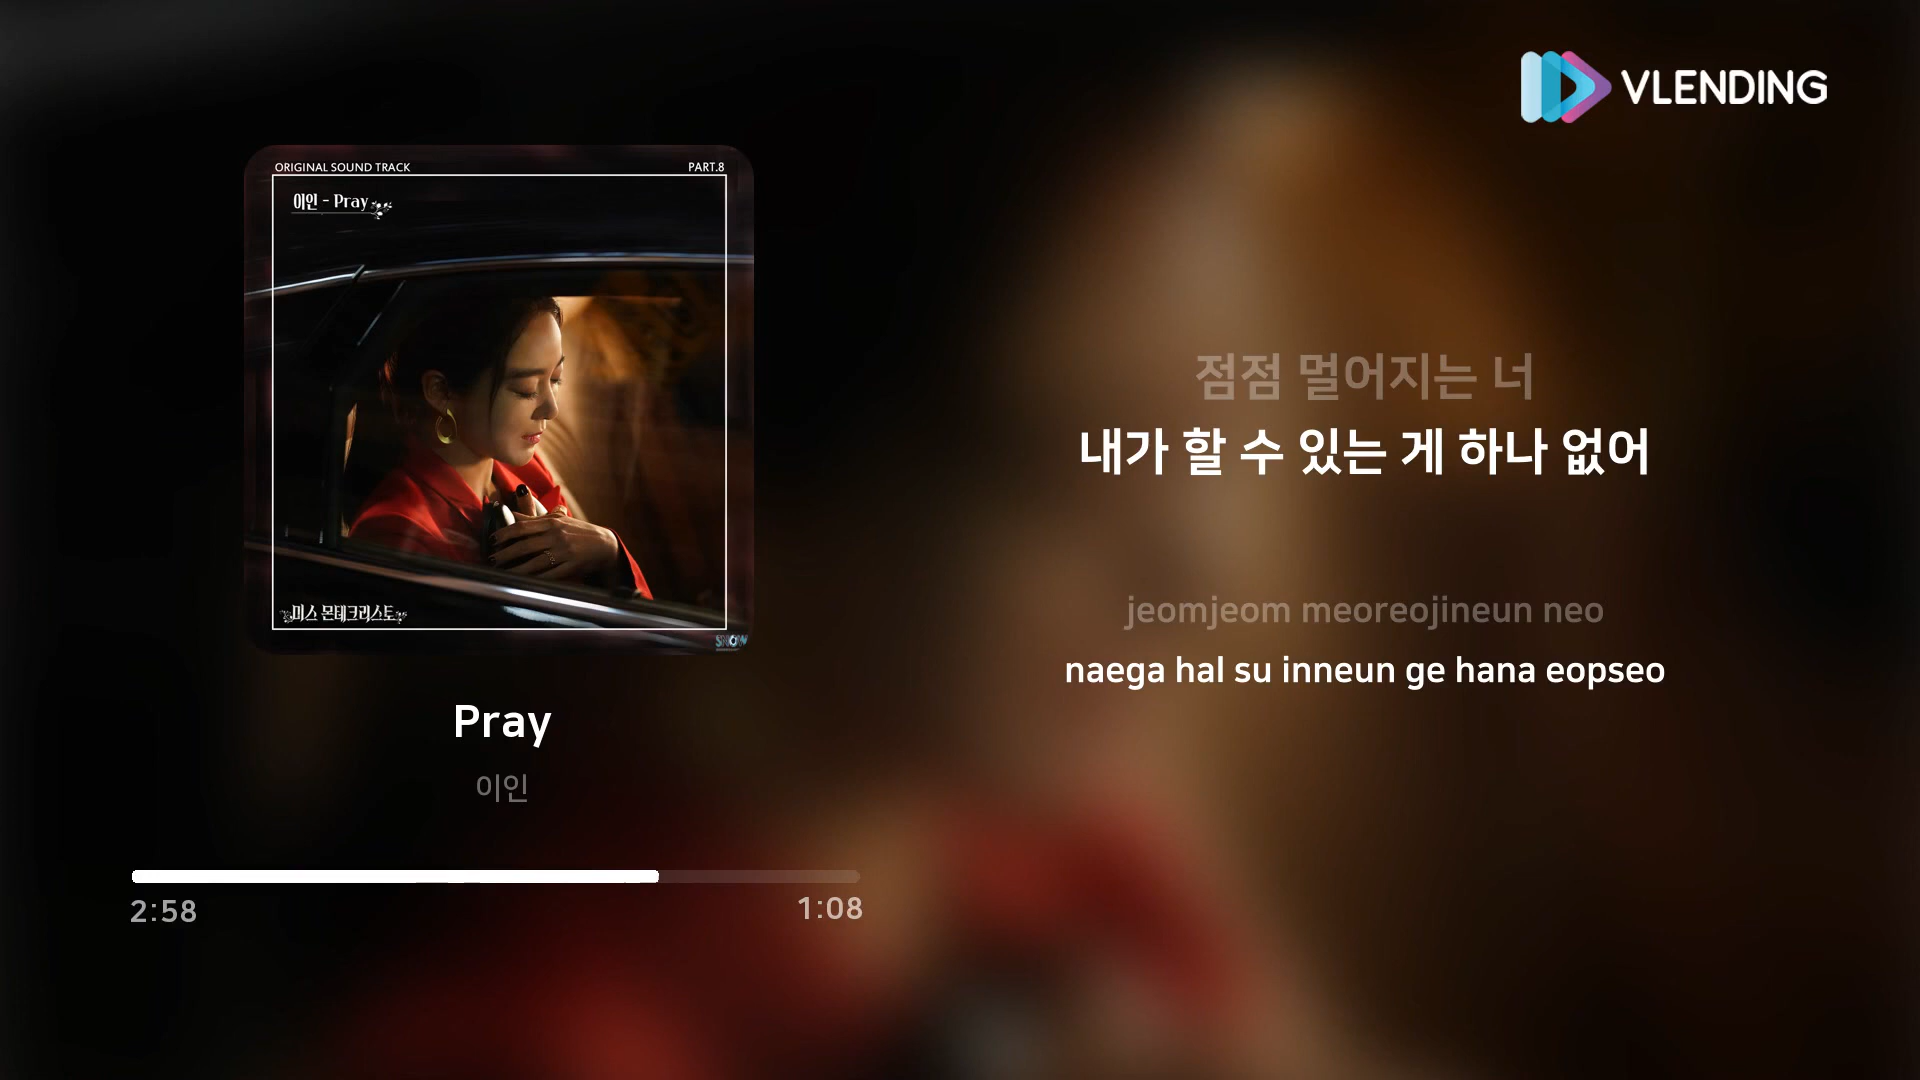 VLENDING
ORIGINAL SOUND TRACK
PART.8
이인 - Pray
미스 몬테크리스토
SNOW
Pray
이인
2:58
1:08
점점 멀어지는 너
내가 할 수 있는 게 하나 없어
jeomjeom meoreojineun neo
naega hal su inneun ge hana eopseo